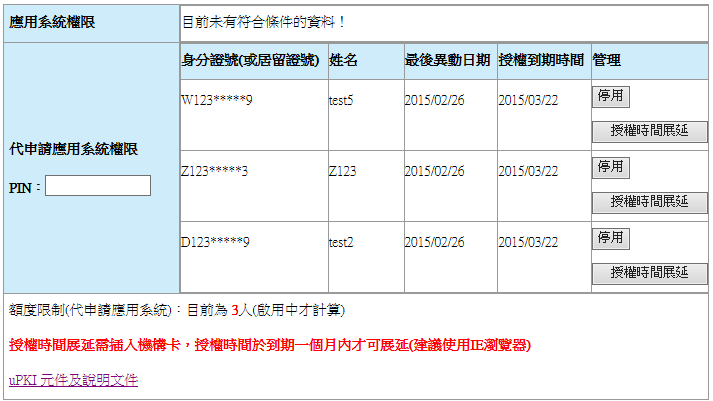 應用系統權限
目前未有符合條件的資料！
代申請應用系統權限
PIN：
身分證號(或居留證號) 姓名 最後異動日期 授權到期時間 管理
W123*****9 test5 2015/02/26 2015/03/22 停用
授權時間展延
Z123*****3 Z123 2015/02/26 2015/03/22 停用
授權時間展延
D123*****9 test2 2015/02/26 2015/03/22 停用
授權時間展延
額度限制(代申請應用系統)：目前為 3人(啟用中才計算)
授權時間展延需插入機構卡，授權時間於到期一個月內才可展延(建議使用IE瀏覽器)
uPKI 元件及說明文件